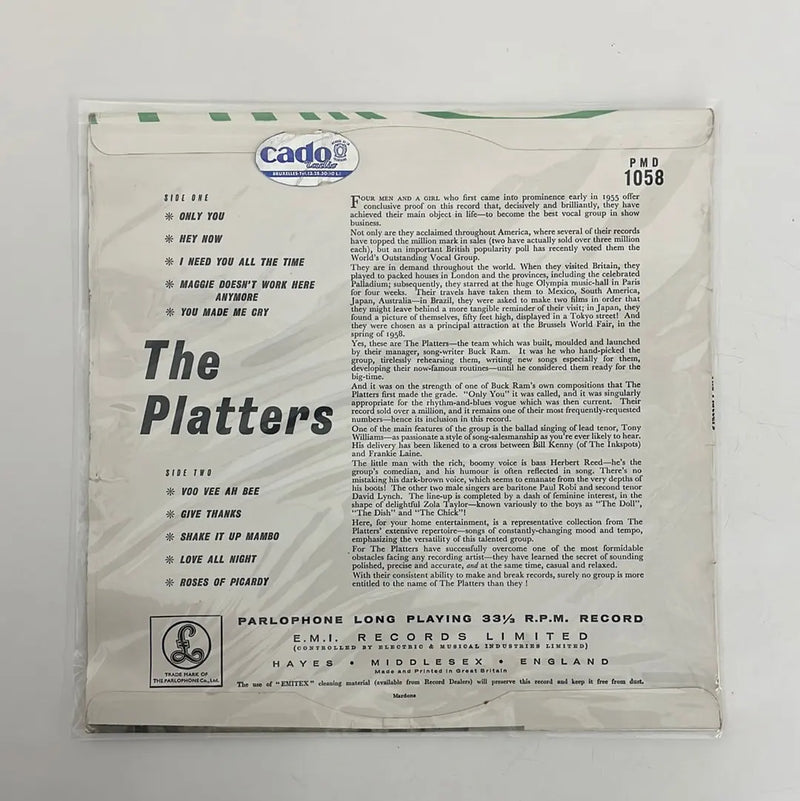 cado
BRUXELLES-Tel.
PMD
1058
SIDE ONE
❋ ONLY YOU
❋ HEY NOW
❋ I NEED YOU ALL THE TIME
❋ MAGGIE DOESN'T WORK HERE
ANYMORE
❋ YOU MADE ME CRY
The
Platters
SIDE TWO
❋ VOO VEE AH BEE
❋ GIVE THANKS
❋ SHAKE IT UP MAMBO
❋ LOVE ALL NIGHT
❋ ROSES OF PICARDY
FOUR MEN AND A GIRL who first came into prominence early in 1955 offer
conclusive proof on this record that, decisively and brilliantly, they have
achieved their main object in life—to become the best vocal group in show
business.
Not only are they acclaimed throughout America, where several of their records
have topped the million mark in sales (two have actually sold over three million
each), but an important British popularity poll has recently voted them the
World's Outstanding Vocal Group.
They are in demand throughout the world. When they visited Britain, they
played to packed houses in London and the provinces, including the celebrated
Palladium; subsequently, they starred at the huge Olympia music-hall in Paris
for four weeks. Their travels have taken them to Mexico, South America,
Japan, Australia—in Brazil, they were asked to make two films in order that
they might leave behind a more tangible reminder of their visit; in Japan, they
found a picture of themselves, fifty feet high, displayed in a Tokyo street! And
they were chosen as a principal attraction at the Brussels World Fair, in the
spring of 1958.
Yes, these are The Platters—the team which was built, moulded and launched
by their manager, song-writer Buck Ram. It was he who hand-picked the
group, tirelessly rehearsing them, writing new songs especially for them,
developing their now-famous routines—until he considered them ready for the
big-time.
And it was on the strength of one of Buck Ram's own compositions that The
Platters first made the grade. "Only You" it was called, and it was singularly
appropriate for the rhythm-and-blues vogue which was then current. Their
record sold over a million, and it remains one of their most frequently-requested
numbers—hence its inclusion in this record.
One of the main features of the group is the ballad singing of lead tenor, Tony
Williams—as passionate a style of song-salesmanship as you're ever likely to hear.
His delivery has been likened to a cross between Bill Kenny (of The Inkspots)
and Frankie Laine.
The little man with the rich, boomy voice is bass Herbert Reed—he's the
group's comedian, and his humour is often reflected in song. There's no
mistaking his dark-brown voice, which seems to emanate from the very depths of
his boots! The other two male singers are baritone Paul Robi and second tenor
David Lynch. The line-up is completed by a dash of feminine interest, in the
shape of delightful Zola Taylor—known variously to the boys as "The Doll",
"The Dish" and "The Chick"!
Here, for your home entertainment, is a representative collection from The
Platters' extensive repertoire—songs of constantly-changing mood and tempo,
emphasizing the versatility of this talented group.
For The Platters have successfully overcome one of the most formidable
obstacles facing any recording artist—they have learned the secret of sounding
polished, precise and accurate, and at the same time, casual and relaxed.
With their consistent ability to make and break records, surely no group is more
entitled to the name of The Platters than they !
PARLOPHONE LONG PLAYING 33⅓ R.P.M. RECORD
E.M.I. RECORDS LIMITED
(CONTROLLED BY ELECTRIC & MUSICAL INDUSTRIES LIMITED)
HAYES • MIDDLESEX • ENGLAND
Made and Printed in Great Britain
£
TRADE MARK OF
THE PARLOPHONE Co., Ltd.
The use of "EMITEX" cleaning material (available from Record Dealers) will preserve this record and keep it free from dust.
Mardons